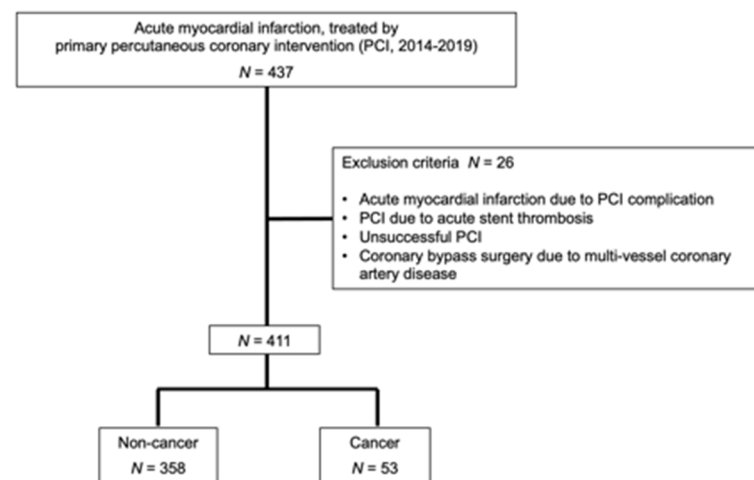 Acute myocardial infarction, treated by
primary percutaneous coronary intervention (PCI, 2014-2019)
N = 437
Exclusion criteria N = 26
• Acute myocardial infarction due to PCI complication
• PCI due to acute stent thrombosis
• Unsuccessful PCI
• Coronary bypass surgery due to multi-vessel coronary
artery disease
N = 411
Non-cancer
N = 358
Cancer
N = 53